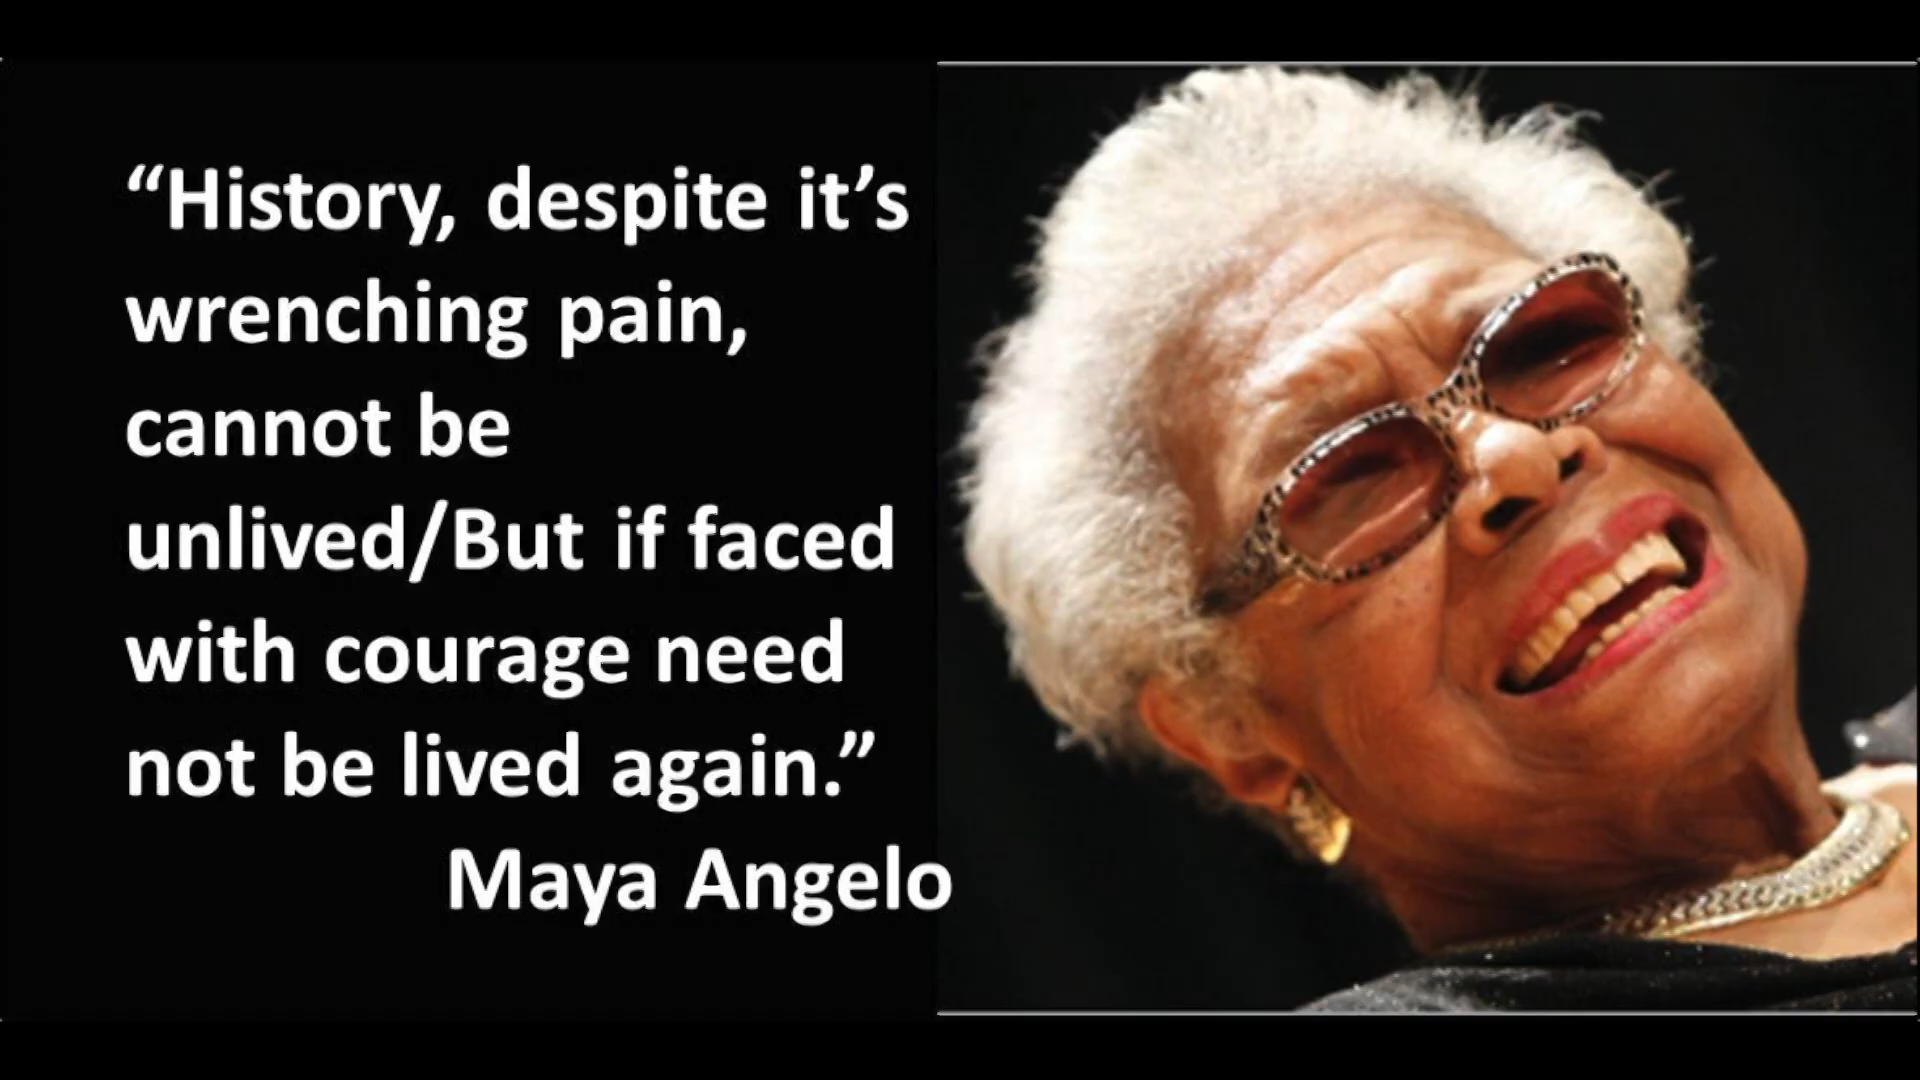 “History, despite it’s
wrenching pain,
cannot be
unlived/But if faced
with courage need
not be lived again.”
Maya Angelo